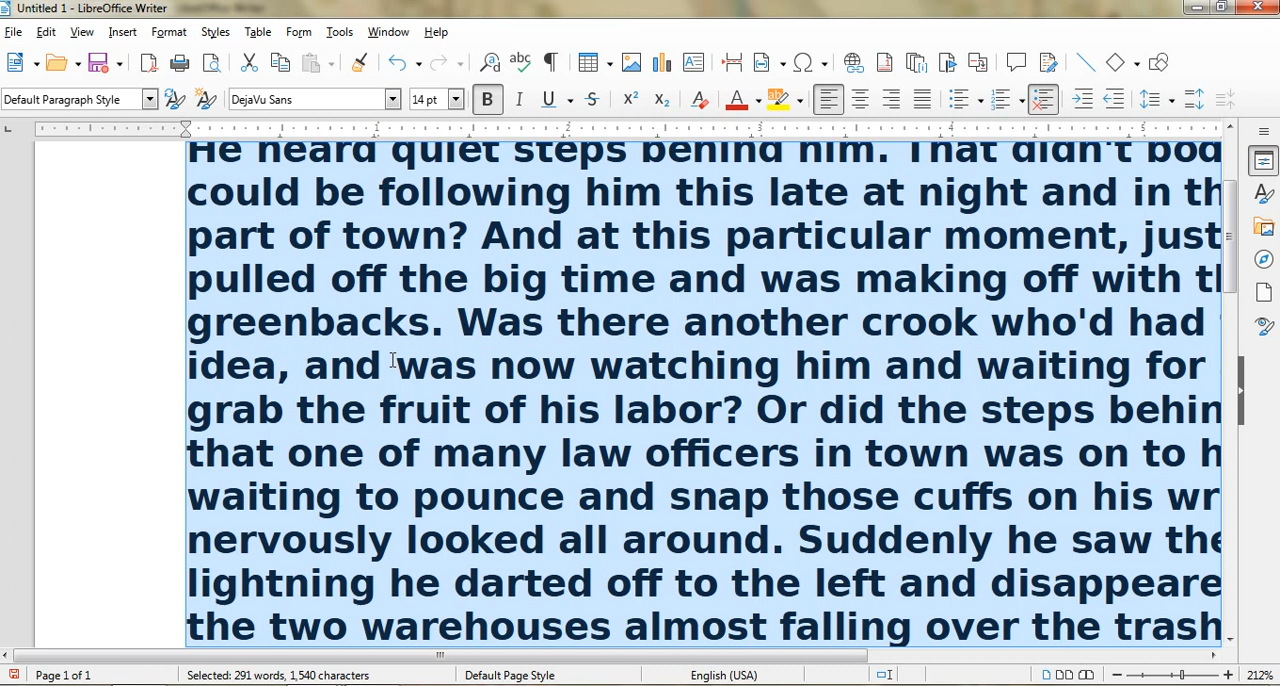 Untitled 1 - LibreOffice Writer
File Edit View Insert Format Styles Table Form Tools Window Help
Default Paragraph Style DejaVu Sans 14 pt
1 2 3 4 5
He heard quiet steps behind him. That didn't bod
could be following him this late at night and in th
part of town? And at this particular moment, just
pulled off the big time and was making off with th
greenbacks. Was there another crook who'd had
idea, and was now watching him and waiting for
grab the fruit of his labor? Or did the steps behin
that one of many law officers in town was on to h
waiting to pounce and snap those cuffs on his wr
nervously looked all around. Suddenly he saw the
lightning he darted off to the left and disappeare
the two warehouses almost falling over the trash
Page 1 of 1 Selected: 291 words, 1,540 characters Default Page Style English (USA) 212%